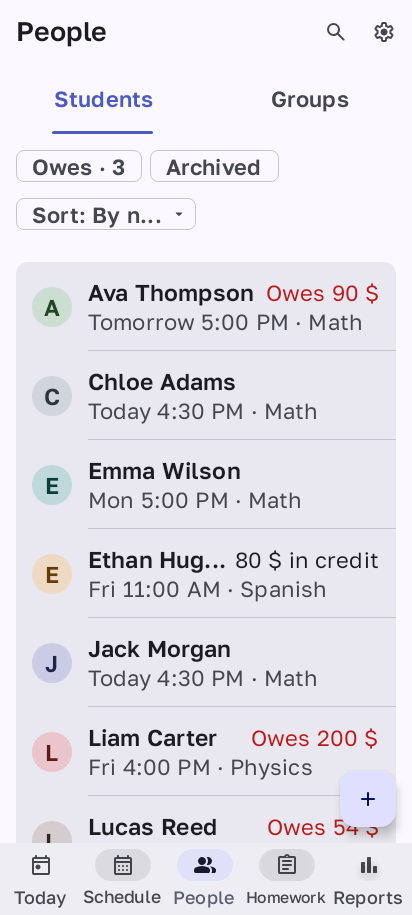 People
Students Groups
Owes · 3 Archived
Sort: By n...
A Ava Thompson Owes 90 $
Tomorrow 5:00 PM · Math
C Chloe Adams
Today 4:30 PM · Math
E Emma Wilson
Mon 5:00 PM · Math
E Ethan Hug... 80 $ in credit
Fri 11:00 AM · Spanish
J Jack Morgan
Today 4:30 PM · Math
L Liam Carter Owes 200 $
Fri 4:00 PM · Physics
L Lucas Reed Owes 54 $
Today Schedule People Homework Reports